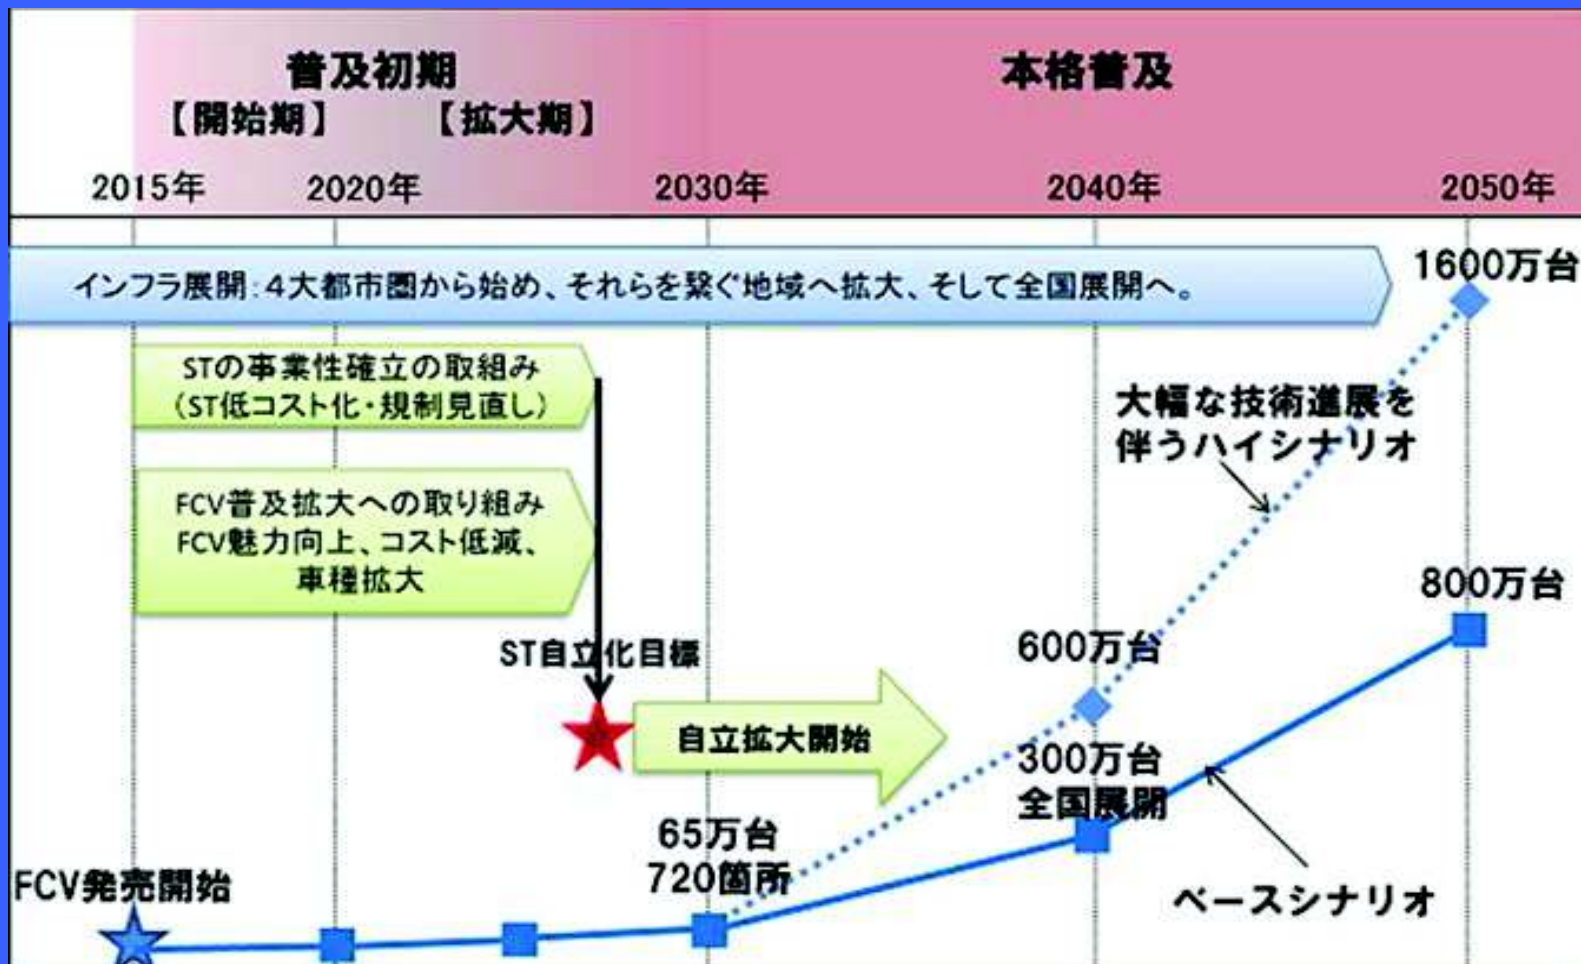 普及初期
本格普及
【開始期】 【拡大期】
2015年 2020年 2030年 2040年 2050年
インフラ展開:4大都市圏から始め、それらを繋ぐ地域へ拡大、そして全国展開へ。
1600万台
STの事業性確立の取組み
(ST低コスト化・規制見直し)
大幅な技術進展を
伴うハイシナリオ
FCV普及拡大への取り組み
FCV魅力向上、コスト低減、
車種拡大
800万台
ST自立化目標
600万台
自立拡大開始
300万台
全国展開
65万台
720箇所
FCV発売開始
ベースシナリオ